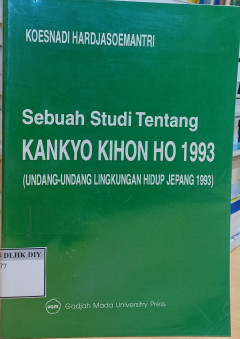 KOESNADI HARDJASOEMANTRI
Sebuah Studi Tentang
KANKYO KIHON HO 1993
(UNDANG-UNDANG LINGKUNGAN HIDUP JEPANG 1993)
DLHK DIY
77
Gadjah Mada University Press